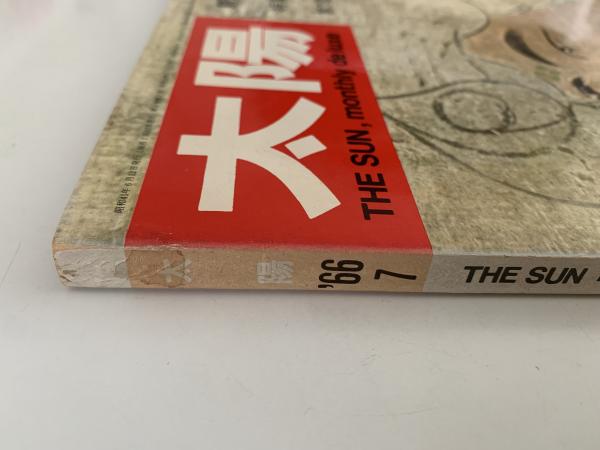 太陽
THE SUN, monthly de luxe
太陽
'66
7
THE SUN